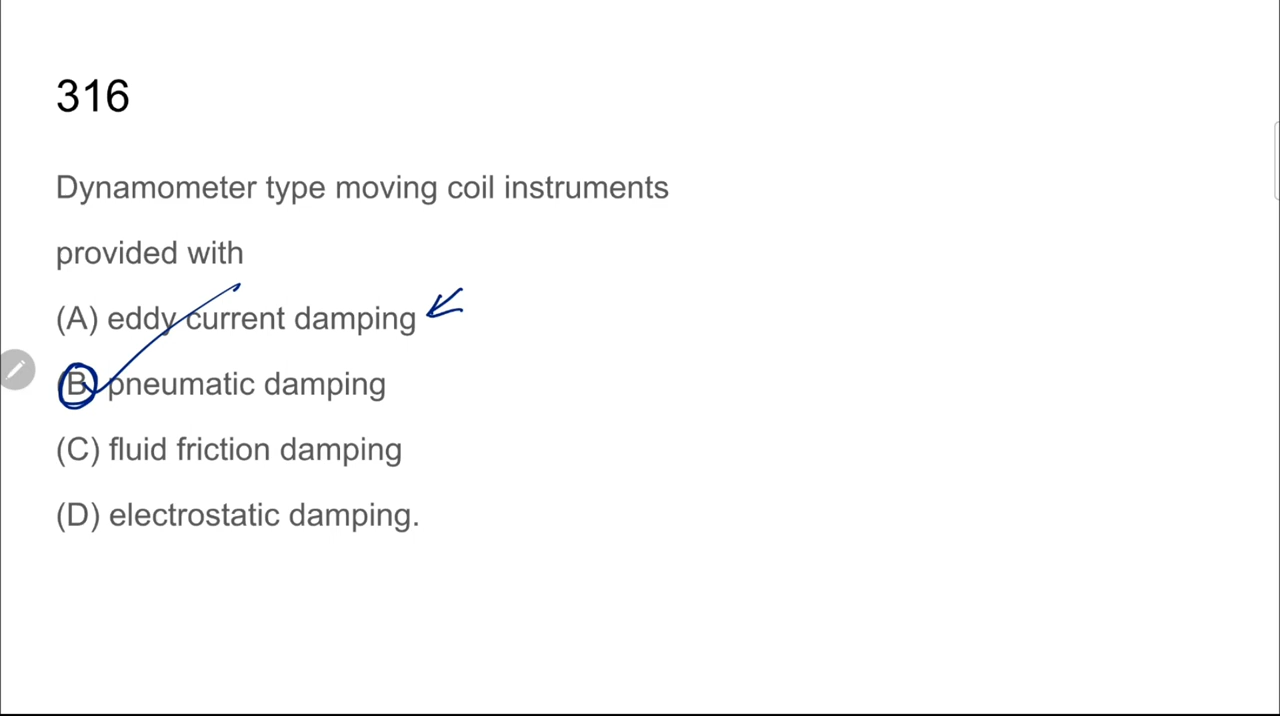 316
Dynamometer type moving coil instruments
provided with
(A) eddy current damping
(B) pneumatic damping
(C) fluid friction damping
(D) electrostatic damping.